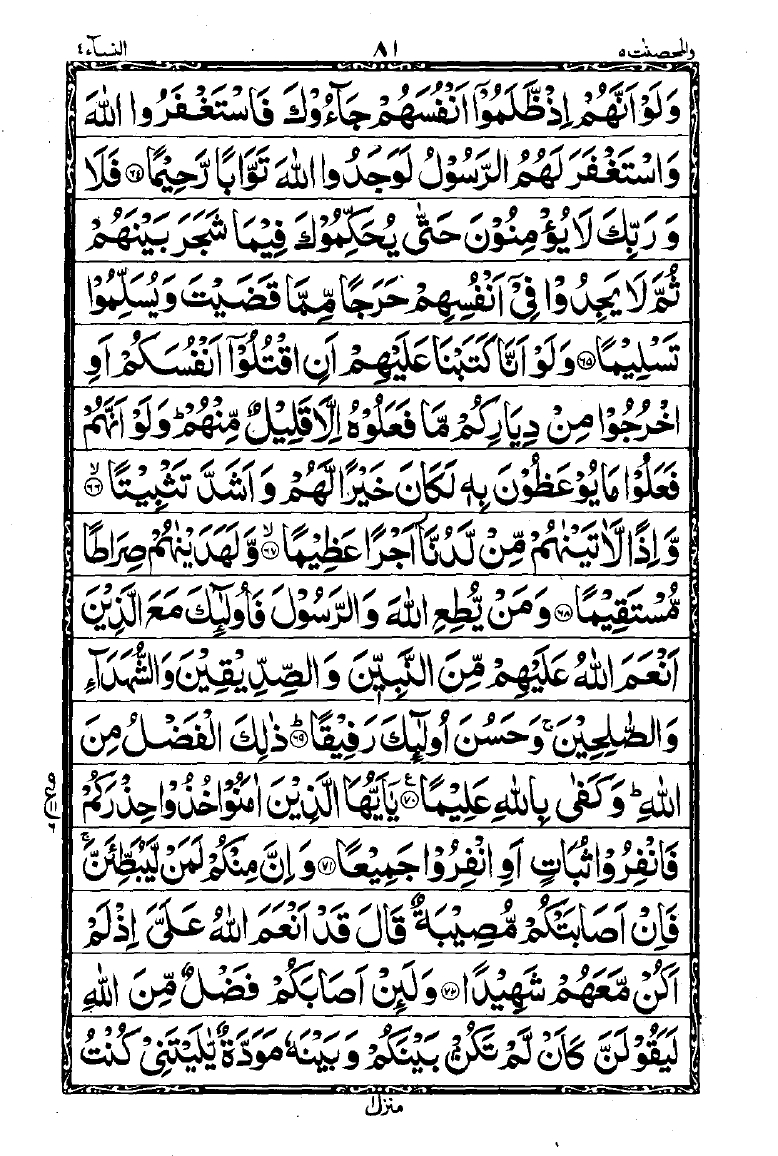 والمحصنت ٥ ٨١ النسآء ٤
وَلَوْ اَنَّهُمْ اِذْ ظَّلَمُوْۤا اَنْفُسَهُمْ جَآءُوْكَ فَاسْتَغْفَرُوا اللّٰهَ
وَاسْتَغْفَرَ لَهُمُ الرَّسُوْلُ لَوَجَدُوا اللّٰهَ تَوَّابًا رَّحِيْمًا ﴿٦٤﴾ فَلَا
وَرَبِّكَ لَا يُؤْمِنُوْنَ حَتّٰى يُحَكِّمُوْكَ فِيْمَا شَجَرَ بَيْنَهُمْ
ثُمَّ لَا يَجِدُوْا فِيْۤ اَنْفُسِهِمْ حَرَجًا مِّمَّا قَضَيْتَ وَيُسَلِّمُوْا
تَسْلِيْمًا ﴿٦٥﴾ وَلَوْ اَنَّا كَتَبْنَا عَلَيْهِمْ اَنِ اقْتُلُوْۤا اَنْفُسَكُمْ اَوِ
اخْرُجُوْا مِنْ دِيَارِكُمْ مَّا فَعَلُوْهُ اِلَّا قَلِيْلٌ مِّنْهُمْ ؕ وَلَوْ اَنَّهُمْ
فَعَلُوْا مَا يُوْعَظُوْنَ بِهٖ لَكَانَ خَيْرًا لَّهُمْ وَاَشَدَّ تَثْبِيْتًا ﴿٦٦﴾ ۙ
وَّاِذًا لَّاٰتَيْنٰهُمْ مِّنْ لَّدُنَّاۤ اَجْرًا عَظِيْمًا ﴿٦٧﴾ ۙ وَّلَهَدَيْنٰهُمْ صِرَاطًا
مُّسْتَقِيْمًا ﴿٦٨﴾ وَمَنْ يُّطِعِ اللّٰهَ وَالرَّسُوْلَ فَاُولٰٓئِكَ مَعَ الَّذِيْنَ
اَنْعَمَ اللّٰهُ عَلَيْهِمْ مِّنَ النَّبِيّٖنَ وَالصِّدِّيْقِيْنَ وَالشُّهَدَآءِ
وَالصّٰلِحِيْنَ ۚ وَحَسُنَ اُولٰٓئِكَ رَفِيْقًا ﴿٦٩﴾ ؕ ذٰلِكَ الْفَضْلُ مِنَ
اللّٰهِ ؕ وَكَفٰى بِاللّٰهِ عَلِيْمًا ﴿٧٠﴾ ع يٰۤاَيُّهَا الَّذِيْنَ اٰمَنُوْا خُذُوْا حِذْرَكُمْ
فَانْفِرُوْا ثُبَاتٍ اَوِ انْفِرُوْا جَمِيْعًا ﴿٧١﴾ وَاِنَّ مِنْكُمْ لَمَنْ لَّيُبَطِّئَنَّ ۚ
فَاِنْ اَصَابَتْكُمْ مُّصِيْبَةٌ قَالَ قَدْ اَنْعَمَ اللّٰهُ عَلَيَّ اِذْ لَمْ
اَكُنْ مَّعَهُمْ شَهِيْدًا ﴿٧٢﴾ وَلَئِنْ اَصَابَكُمْ فَضْلٌ مِّنَ اللّٰهِ
لَيَقُوْلَنَّ كَاَنْ لَّمْ تَكُنْۢ بَيْنَكُمْ وَبَيْنَهٗ مَوَدَّةٌ يّٰلَيْتَنِيْ كُنْتُ
منزل ١